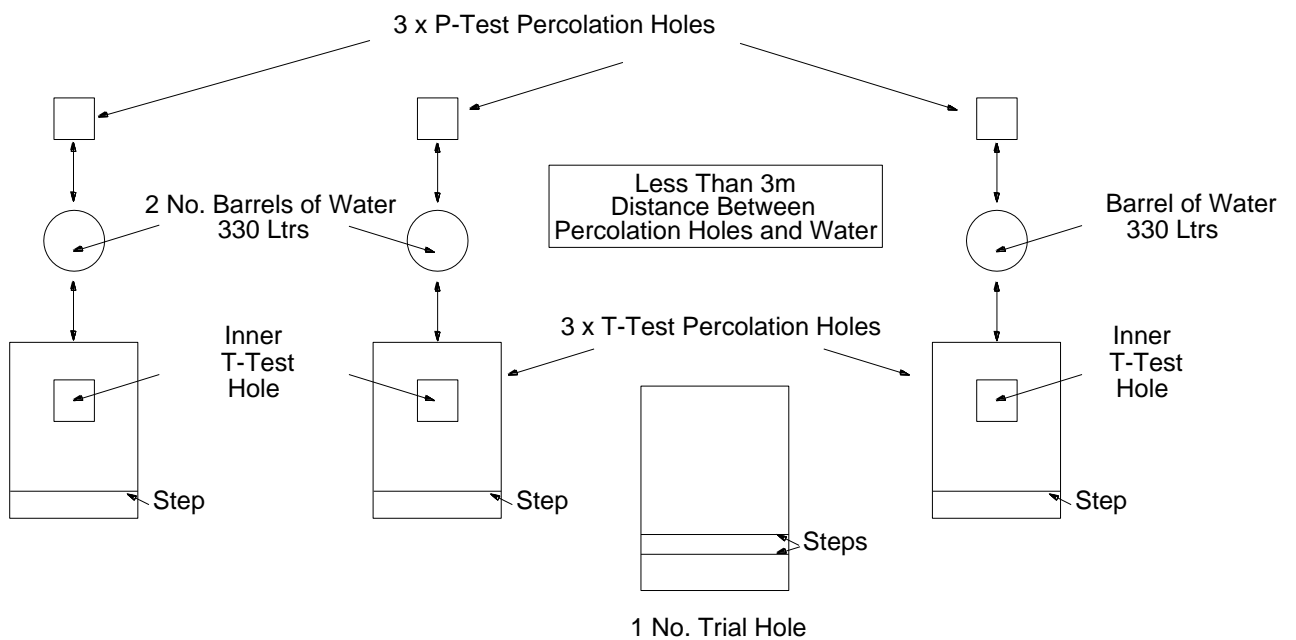 3 x P-Test Percolation Holes
2 No. Barrels of Water
330 Ltrs
Less Than 3m
Distance Between
Percolation Holes and Water
Barrel of Water
330 Ltrs
3 x T-Test Percolation Holes
Inner
T-Test
Hole
Inner
T-Test
Hole
Step
Step
Step
Steps
1 No. Trial Hole